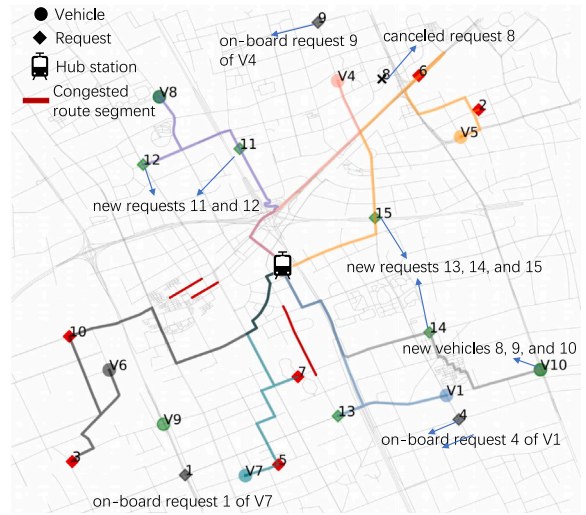 Vehicle
Request
Hub station
Congested
route segment
9
on-board request 9
of V4
canceled request 8
V4
8
6
2
V5
V8
12
11
new requests 11 and 12
15
new requests 13, 14, and 15
14
new vehicles 8, 9, and 10
V10
10
V6
7
V1
13
4
on-board request 4 of V1
V9
3
1
V7
5
on-board request 1 of V7